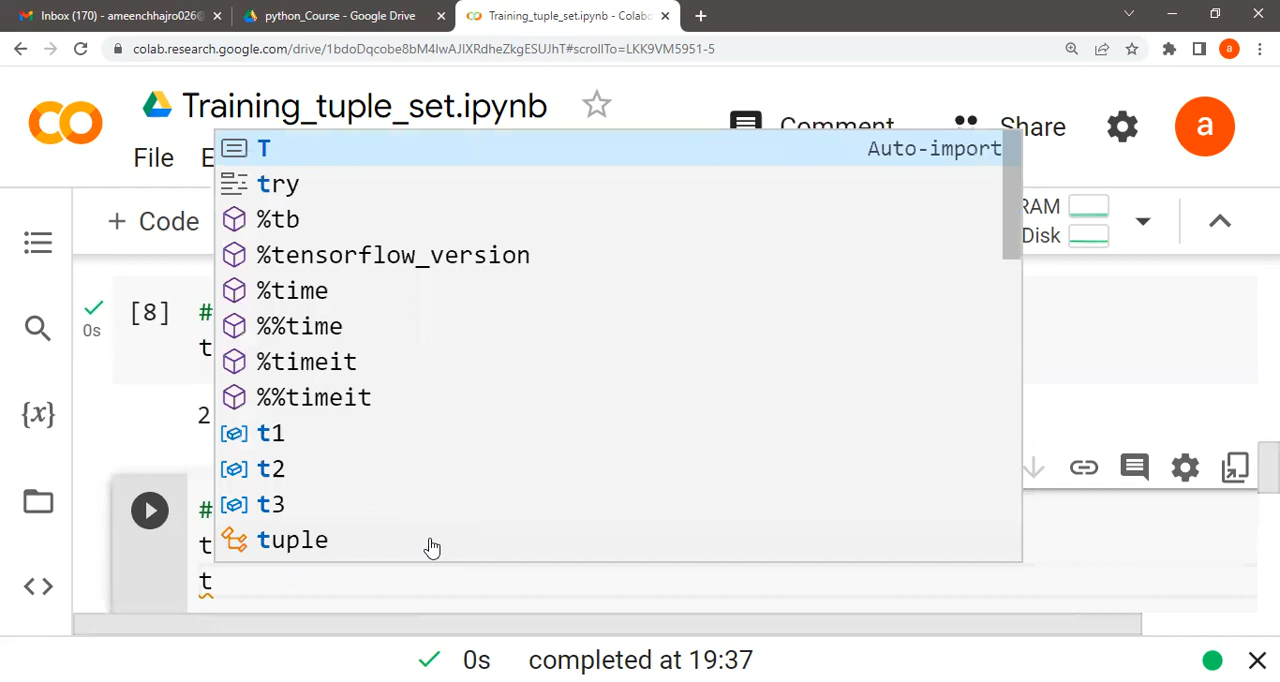 Inbox (170) - ameenchhajro026@
python_Course - Google Drive
Training_tuple_set.ipynb - Colabo
colab.research.google.com/drive/1bdoDqcobe8bM4lwAJIXRdheZkgESUJhT#scrollTo=LKK9VM5951-5
a
Training_tuple_set.ipynb
Comment
Share
a
File
E
T Auto-import
try
%tb
%tensorflow_version
%time
%%time
%timeit
%%timeit
t1
t2
t3
tuple
+ Code
RAM
Disk
[8] #
0s
t
{x}
2
#
t
t
0s completed at 19:37